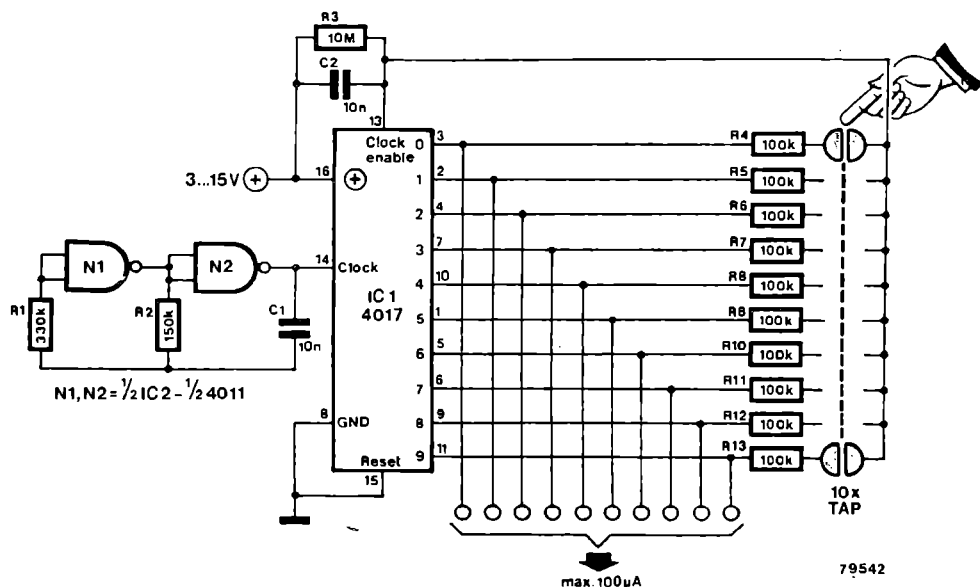 R3
10M
C2
10n
13
Clock enable
3...15V
16
14
Clock
IC 1
4017
8
GND
Reset
15
N1
N2
R1
330k
R2
150k
C1
10n
N1, N2 = ½ IC2 - ½ 4011
0 3 R4 100k
1 2 R5 100k
2 4 R6 100k
3 7 R7 100k
4 10 R8 100k
5 1 R8 100k
6 5 R10 100k
7 6 R11 100k
8 9 R12 100k
9 11 R13 100k
10x
TAP
max. 100µA
79542